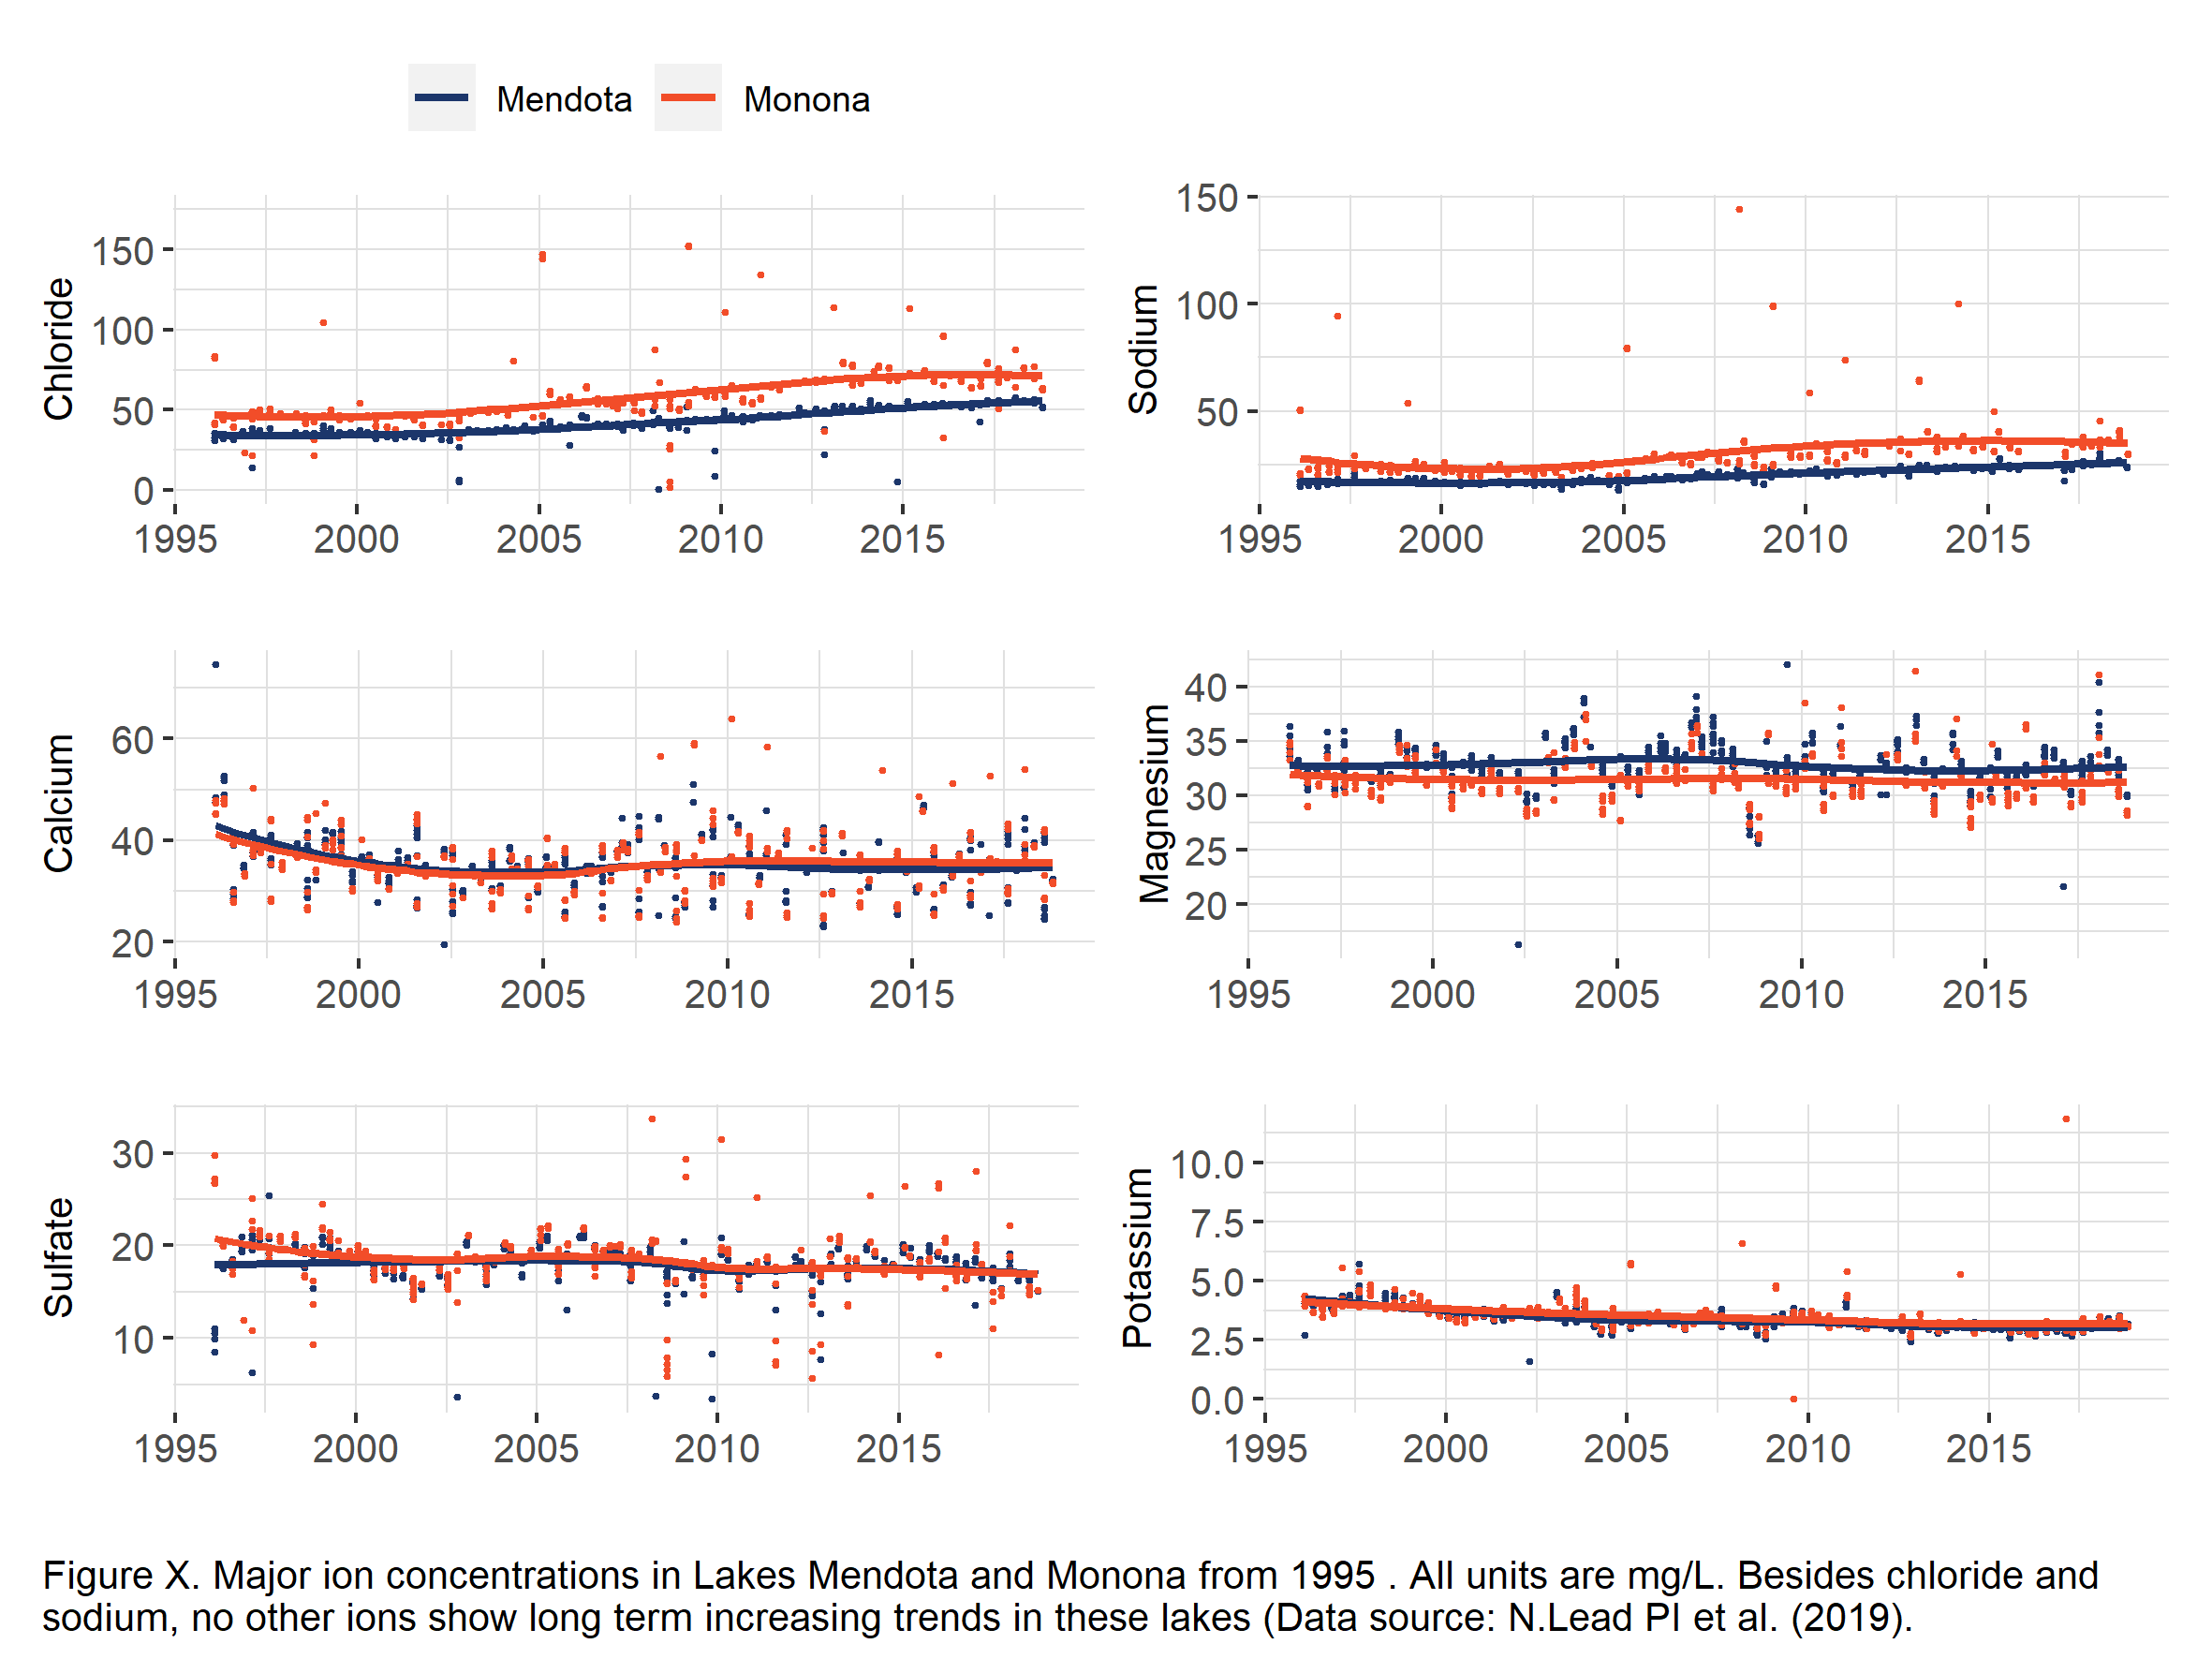 Mendota Monona
Chloride
150
100
50
0
1995 2000 2005 2010 2015
Sodium
150
100
50
1995 2000 2005 2010 2015
Calcium
60
40
20
1995 2000 2005 2010 2015
Magnesium
40
35
30
25
20
1995 2000 2005 2010 2015
Sulfate
30
20
10
1995 2000 2005 2010 2015
Potassium
10.0
7.5
5.0
2.5
0.0
1995 2000 2005 2010 2015
Figure X. Major ion concentrations in Lakes Mendota and Monona from 1995 . All units are mg/L. Besides chloride and
sodium, no other ions show long term increasing trends in these lakes (Data source: N.Lead PI et al. (2019).